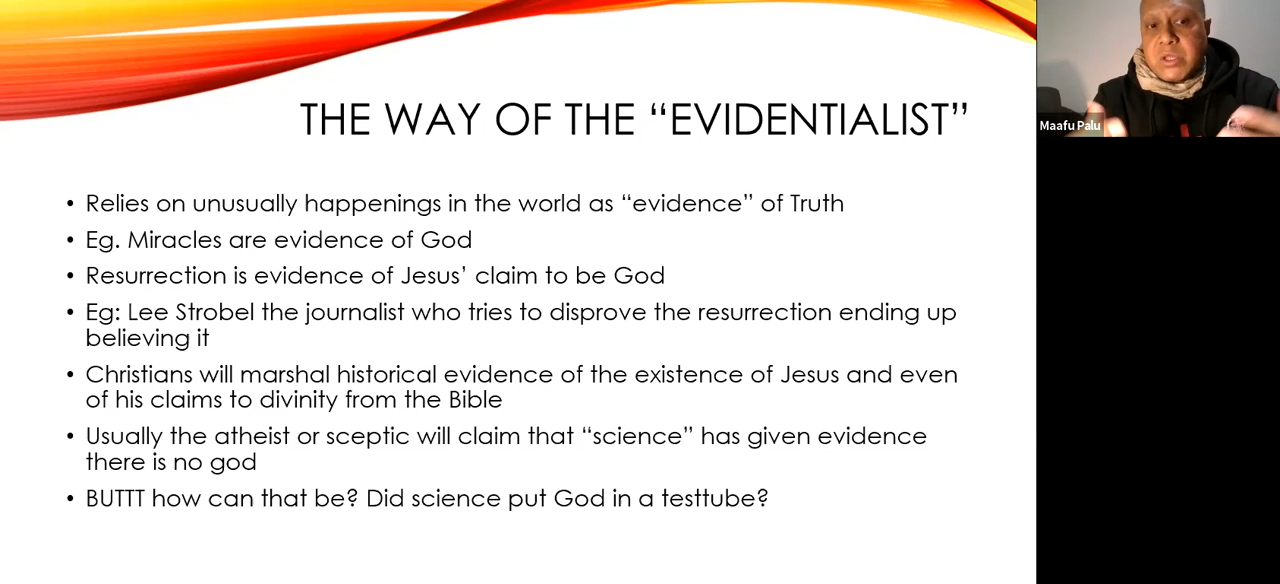 THE WAY OF THE “EVIDENTIALIST”
• Relies on unusually happenings in the world as “evidence” of Truth
• Eg. Miracles are evidence of God
• Resurrection is evidence of Jesus’ claim to be God
• Eg: Lee Strobel the journalist who tries to disprove the resurrection ending up
believing it
• Christians will marshal historical evidence of the existence of Jesus and even
of his claims to divinity from the Bible
• Usually the atheist or sceptic will claim that “science” has given evidence
there is no god
• BUTTT how can that be? Did science put God in a testtube?
Maafu Palu